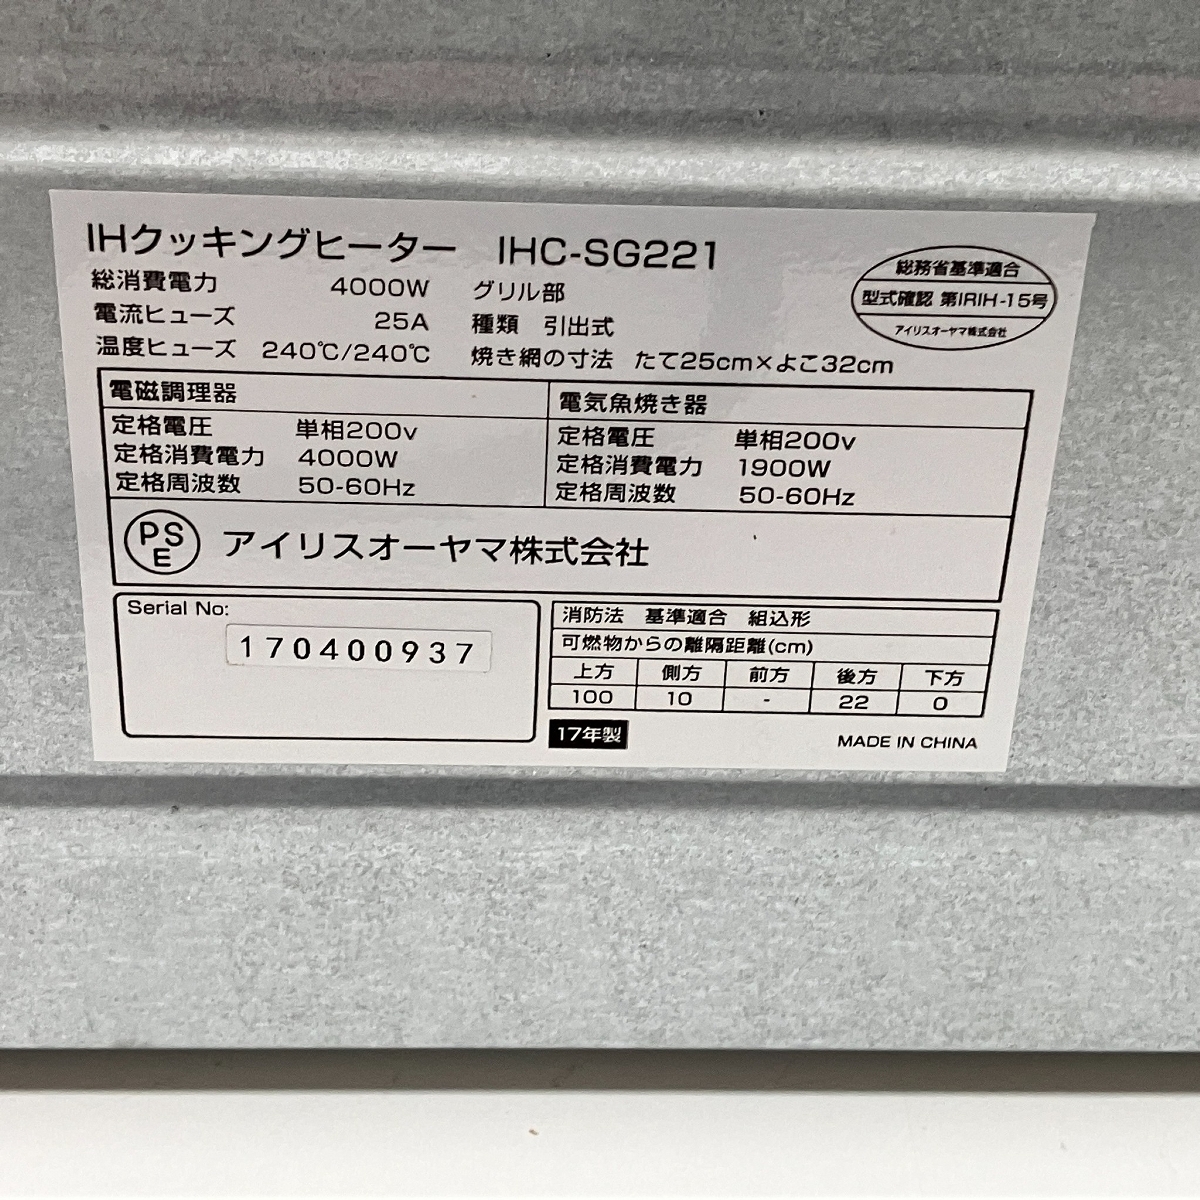 IHクッキングヒーター IHC-SG221
総消費電力 4000W
電流ヒューズ 25A
温度ヒューズ 240℃/240℃
グリル部
種類 引出式
焼き網の寸法 たて25cm×よこ32cm
総務省基準適合
型式確認 第IRIH-15号
アイリスオーヤマ株式会社
電磁調理器
定格電圧 単相200v
定格消費電力 4000W
定格周波数 50-60Hz
電気魚焼き器
定格電圧 単相200v
定格消費電力 1900W
定格周波数 50-60Hz
PSE アイリスオーヤマ株式会社
Serial No:
170400937
消防法 基準適合 組込形
可燃物からの離隔距離(cm)
上方 側方 前方 後方 下方
100 10 - 22 0
17年製
MADE IN CHINA